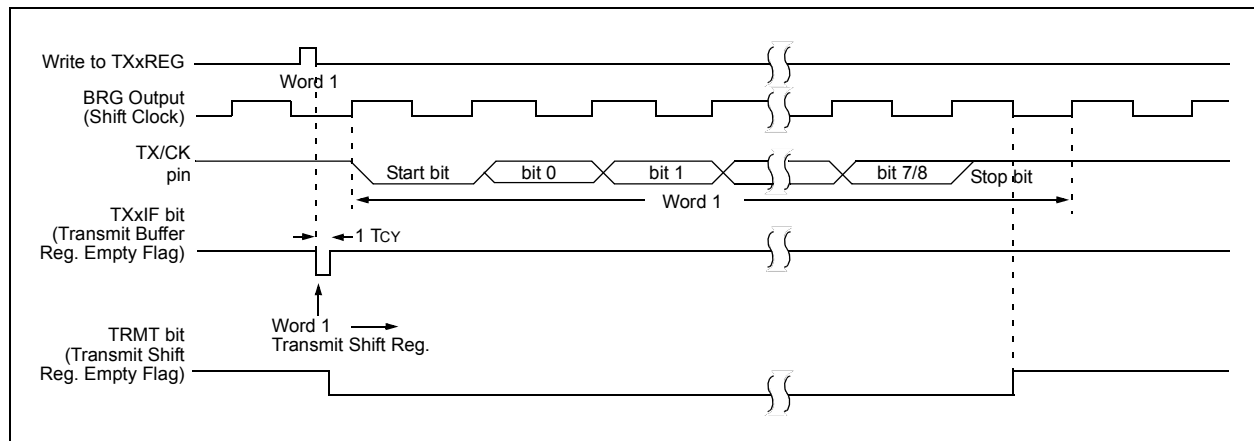 Write to TXxREG
Word 1
BRG Output
(Shift Clock)
TX/CK
pin
Start bit
bit 0
bit 1
bit 7/8
Stop bit
Word 1
TXxIF bit
(Transmit Buffer
Reg. Empty Flag)
1 TCY
Word 1
Transmit Shift Reg.
TRMT bit
(Transmit Shift
Reg. Empty Flag)